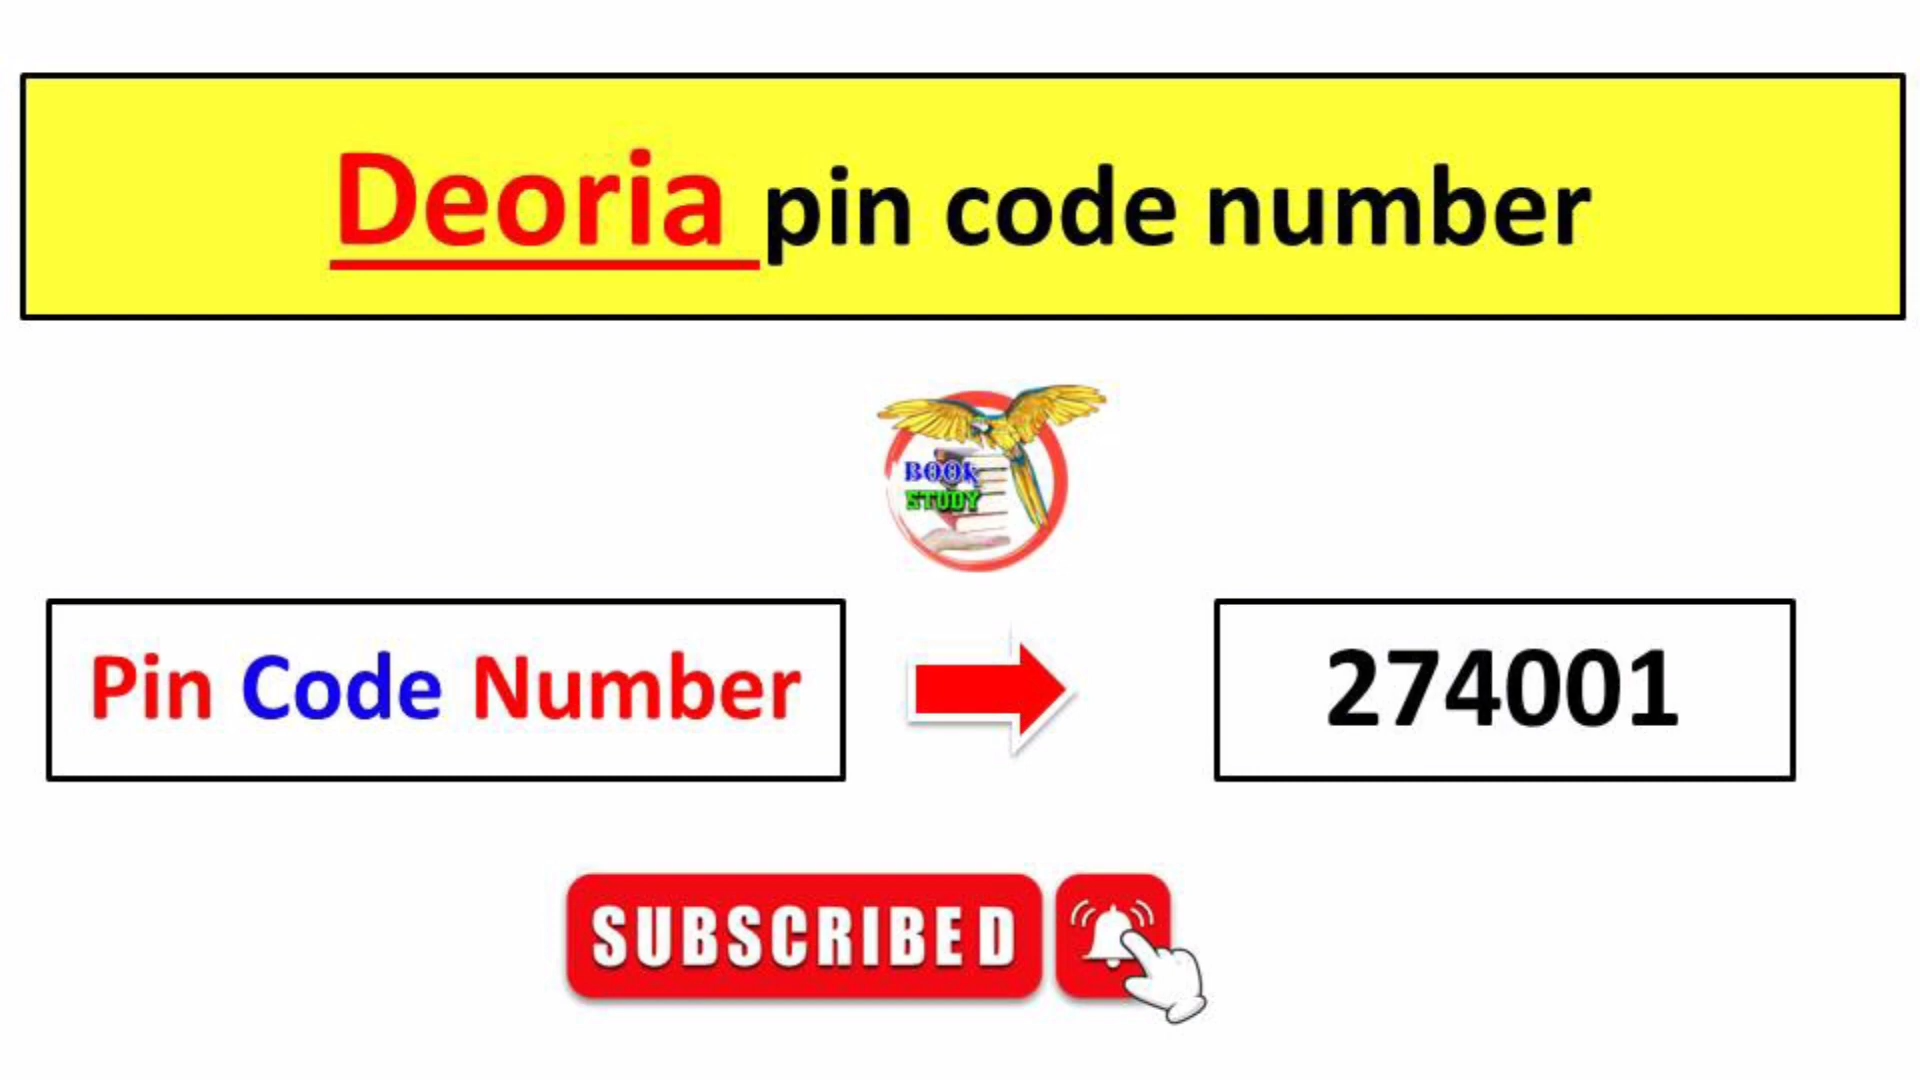 Deoria pin code number
BOOK
STUDY
Pin Code Number
274001
SUBSCRIBED